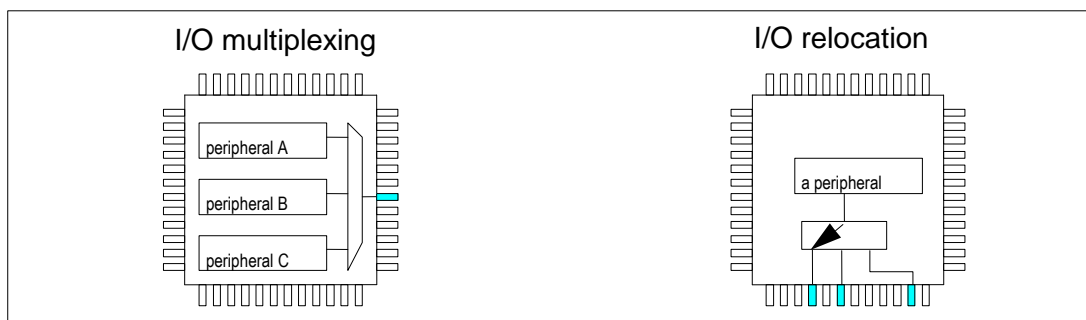 I/O multiplexing
peripheral A
peripheral B
peripheral C
I/O relocation
a peripheral